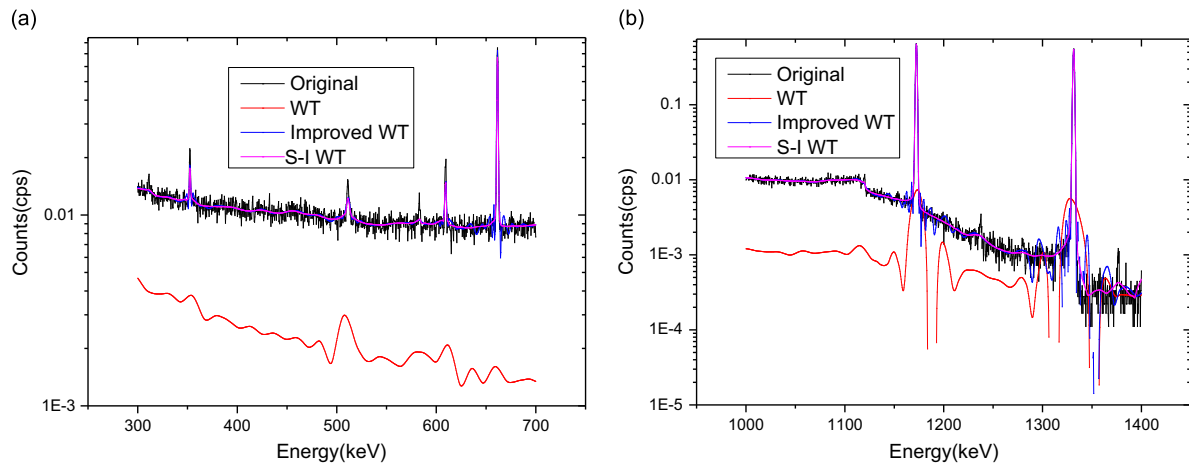 (a)
Original
WT
Improved WT
S-I WT
0.01
1E-3
Counts(cps)
300 400 500 600 700
Energy(keV)
(b)
Original
WT
Improved WT
S-I WT
0.1
0.01
1E-3
1E-4
1E-5
Counts(cps)
1000 1100 1200 1300 1400
Energy(keV)